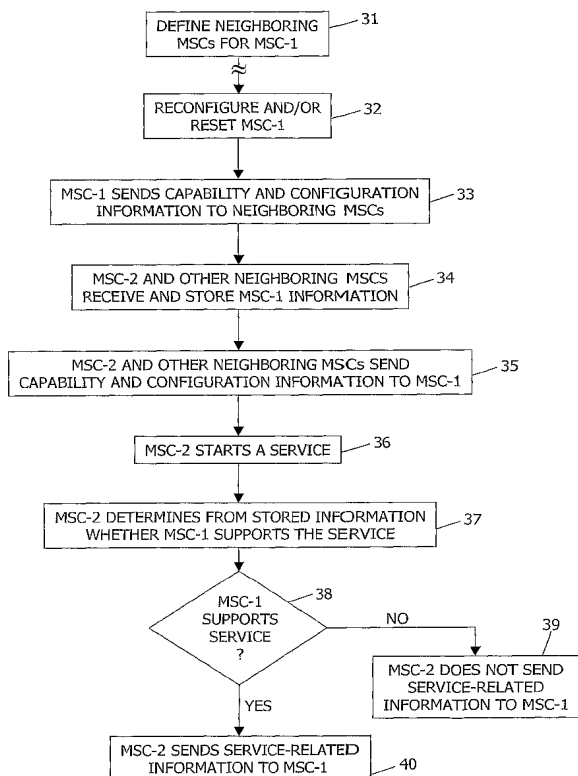 DEFINE NEIGHBORING
MSCs FOR MSC-1
31
RECONFIGURE AND/OR
RESET MSC-1
32
MSC-1 SENDS CAPABILITY AND CONFIGURATION
INFORMATION TO NEIGHBORING MSCs
33
MSC-2 AND OTHER NEIGHBORING MSCS
RECEIVE AND STORE MSC-1 INFORMATION
34
MSC-2 AND OTHER NEIGHBORING MSCs SEND
CAPABILITY AND CONFIGURATION INFORMATION TO MSC-1
35
MSC-2 STARTS A SERVICE
36
MSC-2 DETERMINES FROM STORED INFORMATION
WHETHER MSC-1 SUPPORTS THE SERVICE
37
MSC-1
SUPPORTS
SERVICE
?
38
NO
39
MSC-2 DOES NOT SEND
SERVICE-RELATED
INFORMATION TO MSC-1
YES
MSC-2 SENDS SERVICE-RELATED
INFORMATION TO MSC-1
40